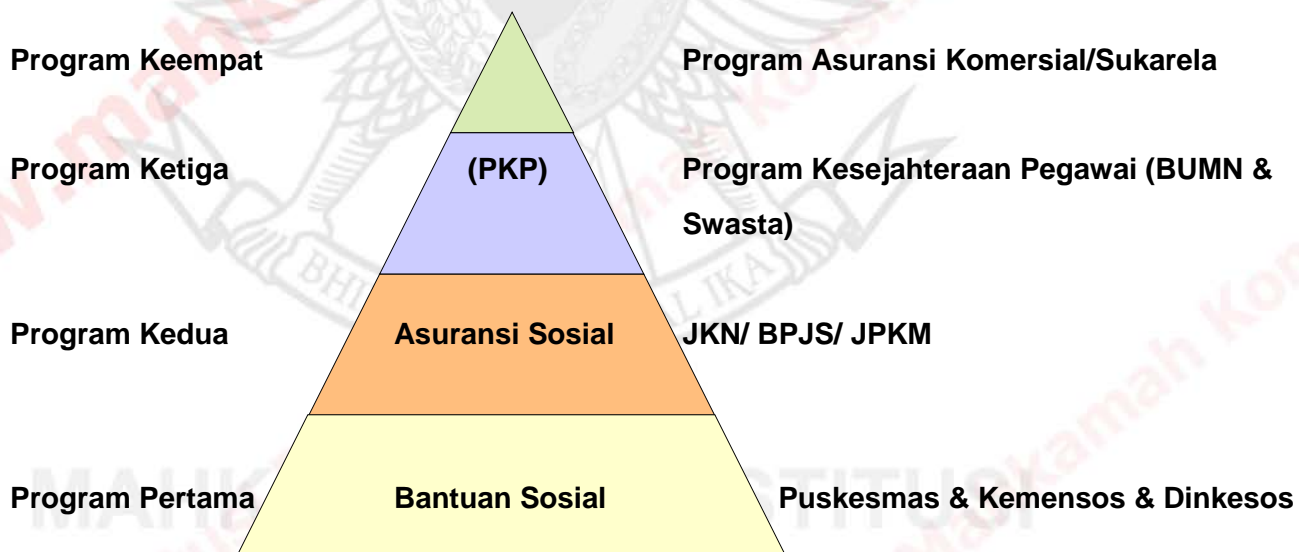 Program Keempat Program Asuransi Komersial/Sukarela
Program Ketiga (PKP) Program Kesejahteraan Pegawai (BUMN &
Swasta)
Program Kedua Asuransi Sosial JKN/ BPJS/ JPKM
Program Pertama Bantuan Sosial Puskesmas & Kemensos & Dinkesos